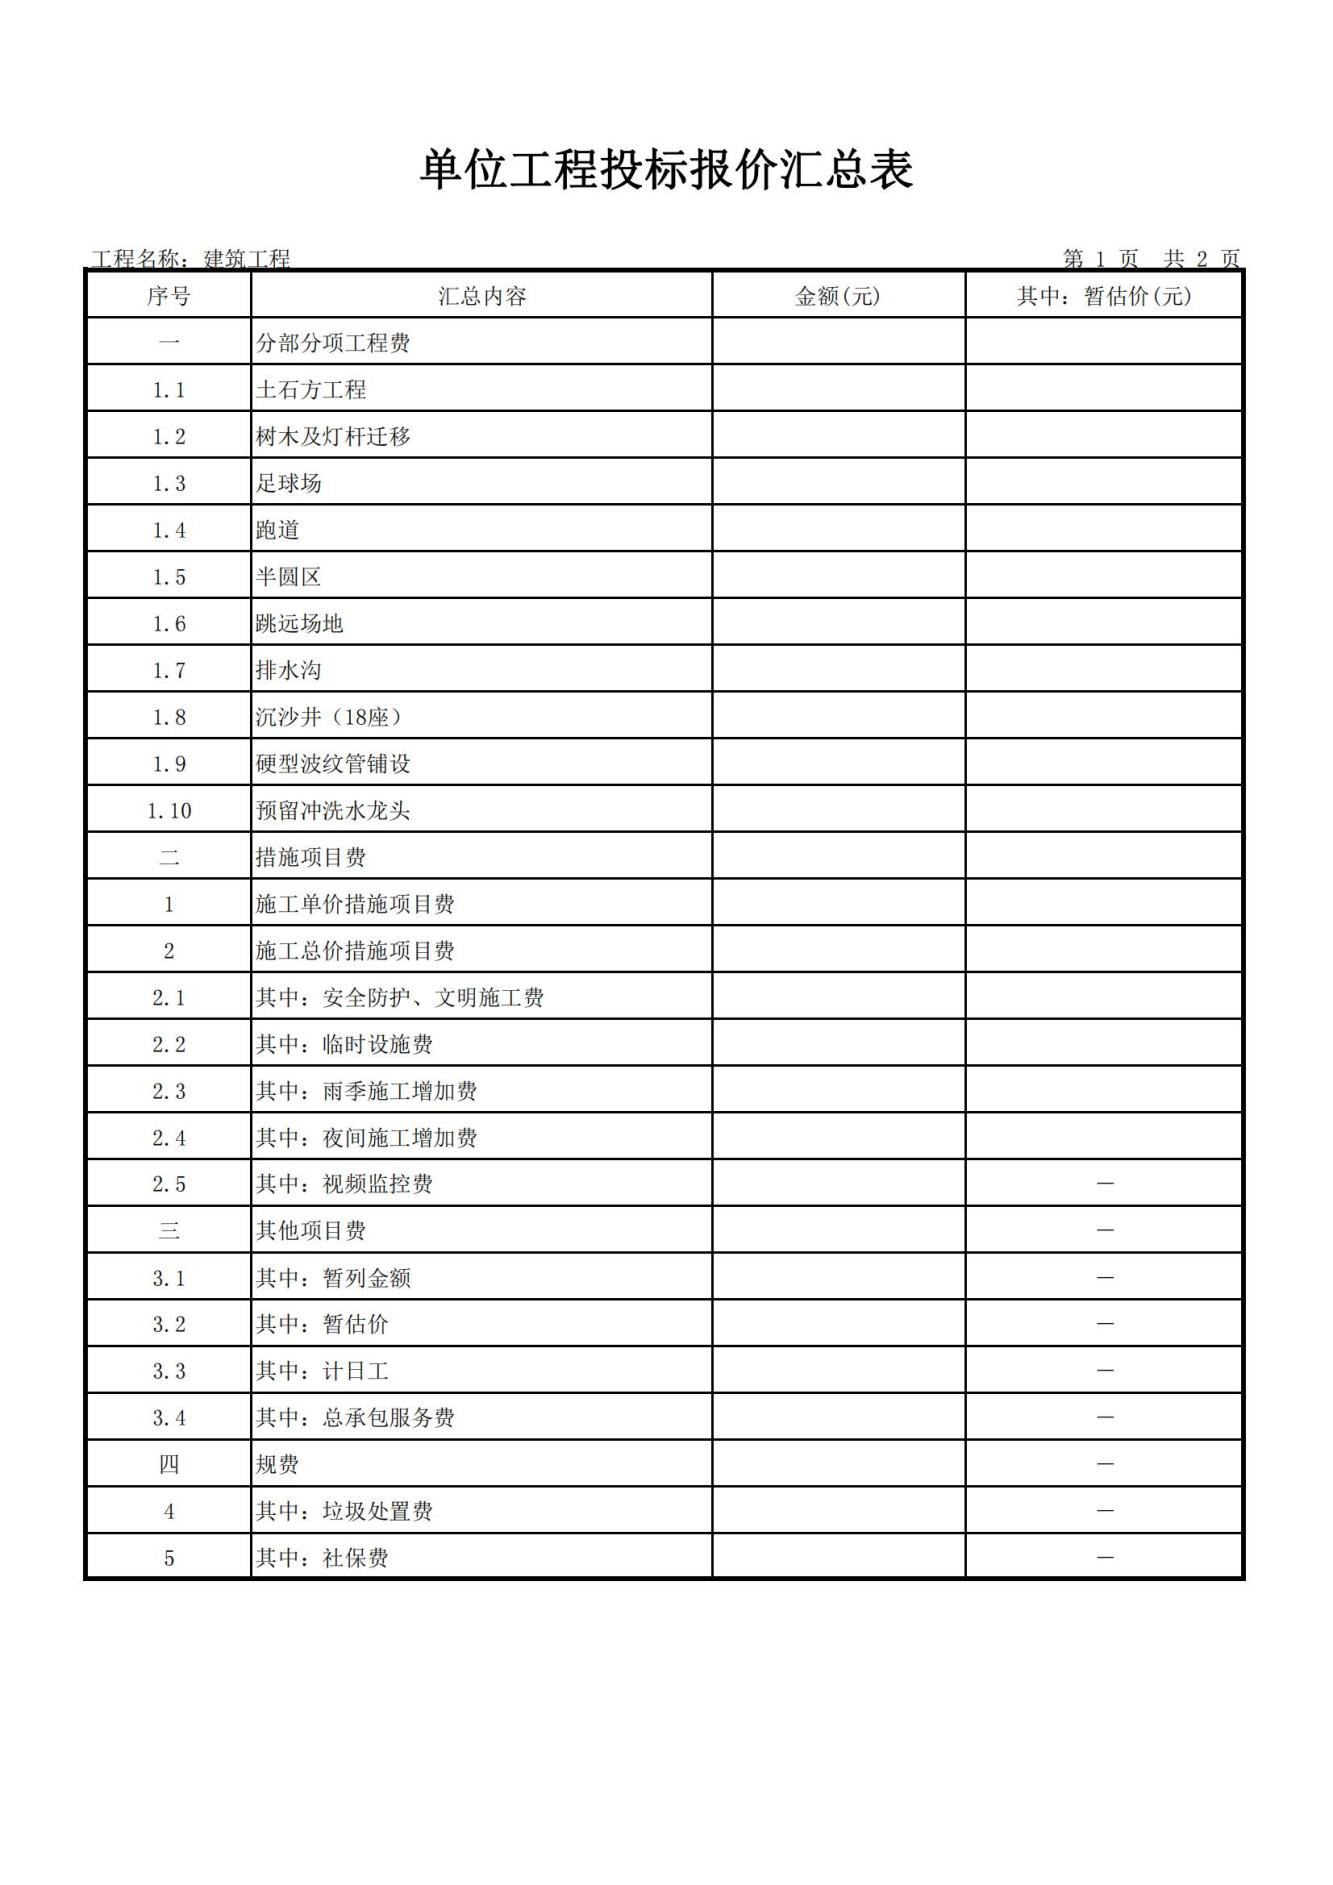 单位工程投标报价汇总表
工程名称：建筑工程 第 1 页 共 2 页
序号 汇总内容 金额(元) 其中：暂估价(元)
一 分部分项工程费
1.1 土石方工程
1.2 树木及灯杆迁移
1.3 足球场
1.4 跑道
1.5 半圆区
1.6 跳远场地
1.7 排水沟
1.8 沉沙井（18座）
1.9 硬型波纹管铺设
1.10 预留冲洗水龙头
二 措施项目费
1 施工单价措施项目费
2 施工总价措施项目费
2.1 其中：安全防护、文明施工费
2.2 其中：临时设施费
2.3 其中：雨季施工增加费
2.4 其中：夜间施工增加费
2.5 其中：视频监控费 —
三 其他项目费 —
3.1 其中：暂列金额 —
3.2 其中：暂估价 —
3.3 其中：计日工 —
3.4 其中：总承包服务费 —
四 规费 —
4 其中：垃圾处置费 —
5 其中：社保费 —